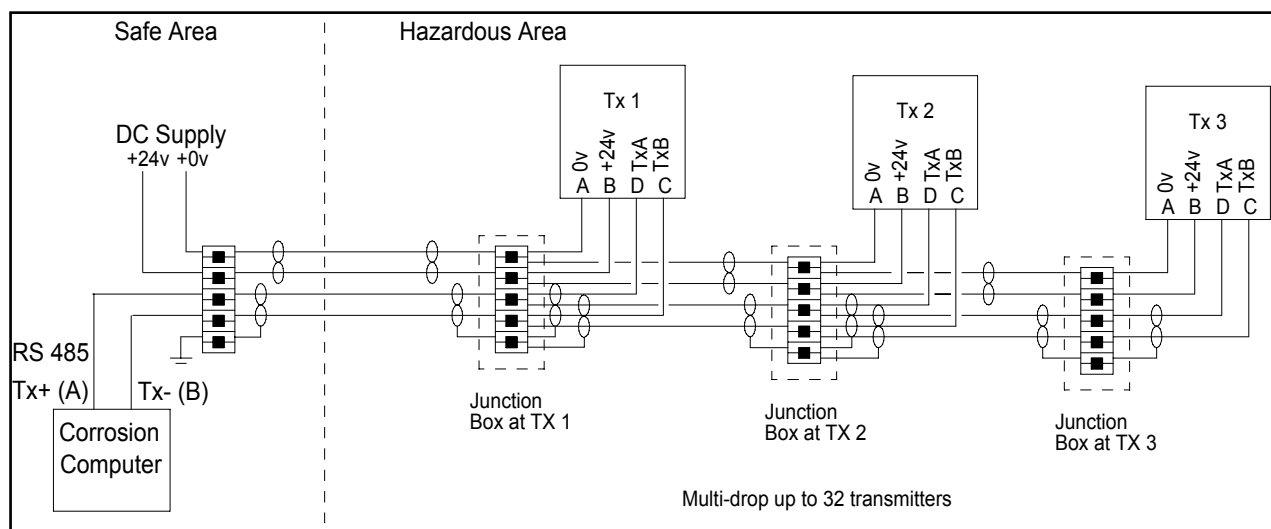 Safe Area
Hazardous Area
DC Supply
+24v +0v
Tx 1
0v
+24v
TxA
TxB
A B D C
Tx 2
0v
+24v
TxA
TxB
A B D C
Tx 3
0v
+24v
TxA
TxB
A B D C
RS 485
Tx+ (A)
Tx- (B)
Corrosion
Computer
Junction
Box at TX 1
Junction
Box at TX 2
Junction
Box at TX 3
Multi-drop up to 32 transmitters